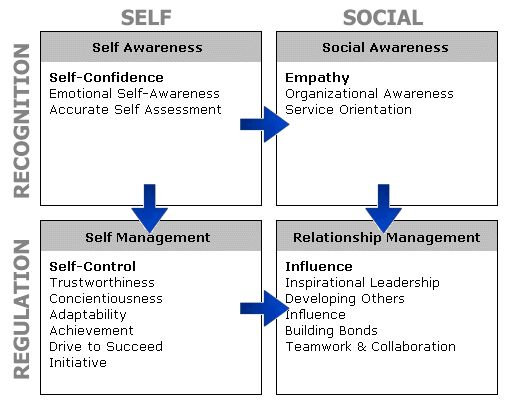 SELF
SOCIAL
RECOGNITION
Self Awareness
Self-Confidence
Emotional Self-Awareness
Accurate Self Assessment
Social Awareness
Empathy
Organizational Awareness
Service Orientation
REGULATION
Self Management
Self-Control
Trustworthiness
Concientiousness
Adaptability
Achievement
Drive to Succeed
Initiative
Relationship Management
Influence
Inspirational Leadership
Developing Others
Influence
Building Bonds
Teamwork & Collaboration